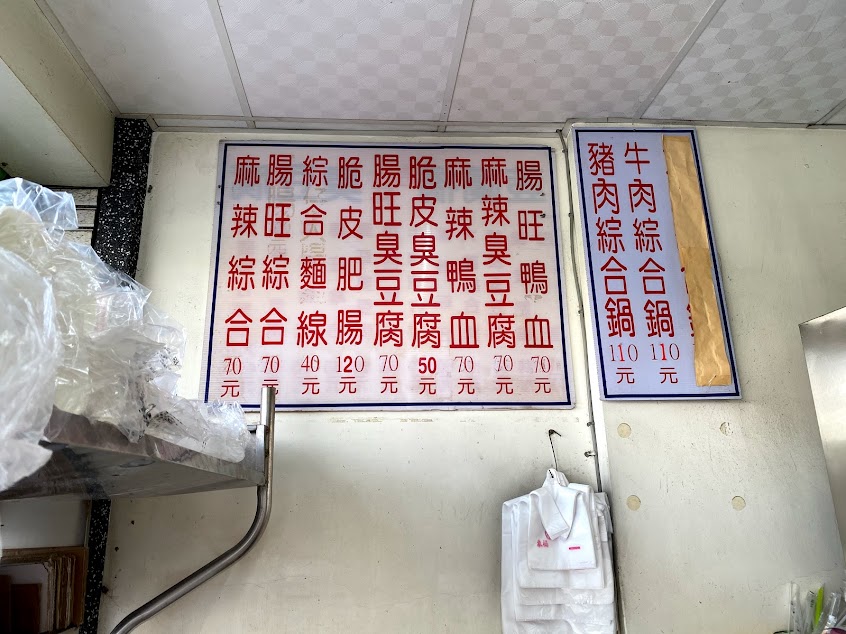 牛肉綜合鍋110元
豬肉綜合鍋110元
腸旺鴨血70元
麻辣臭豆腐70元
麻辣鴨血70元
脆皮臭豆腐50元
腸旺臭豆腐70元
脆皮肥腸120元
綜合麵線40元
腸旺綜合70元
麻辣綜合70元